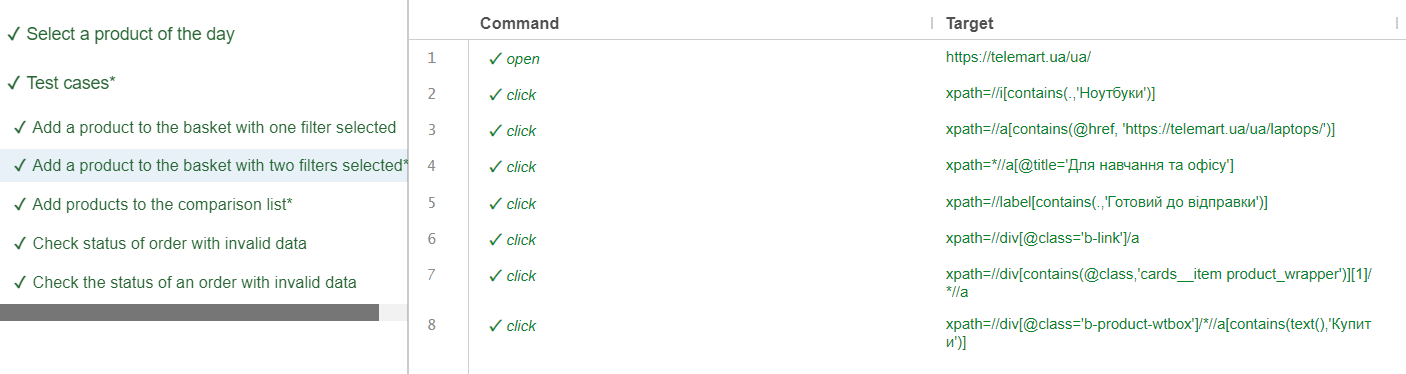 ✓ Select a product of the day
✓ Test cases*
✓ Add a product to the basket with one filter selected
✓ Add a product to the basket with two filters selected*
✓ Add products to the comparison list*
✓ Check status of order with invalid data
✓ Check the status of an order with invalid data
Command Target
1 ✓ open https://telemart.ua/ua/
2 ✓ click xpath=//i[contains(.,'Ноутбуки')]
3 ✓ click xpath=//a[contains(@href, 'https://telemart.ua/ua/laptops/')]
4 ✓ click xpath=*//a[@title='Для навчання та офісу']
5 ✓ click xpath=//label[contains(.,'Готовий до відправки')]
6 ✓ click xpath=//div[@class='b-link']/a
7 ✓ click xpath=//div[contains(@class,'cards__item product_wrapper')][1]/
*//a
8 ✓ click xpath=//div[@class='b-product-wtbox']/*//a[contains(text(),'Купит
и')]